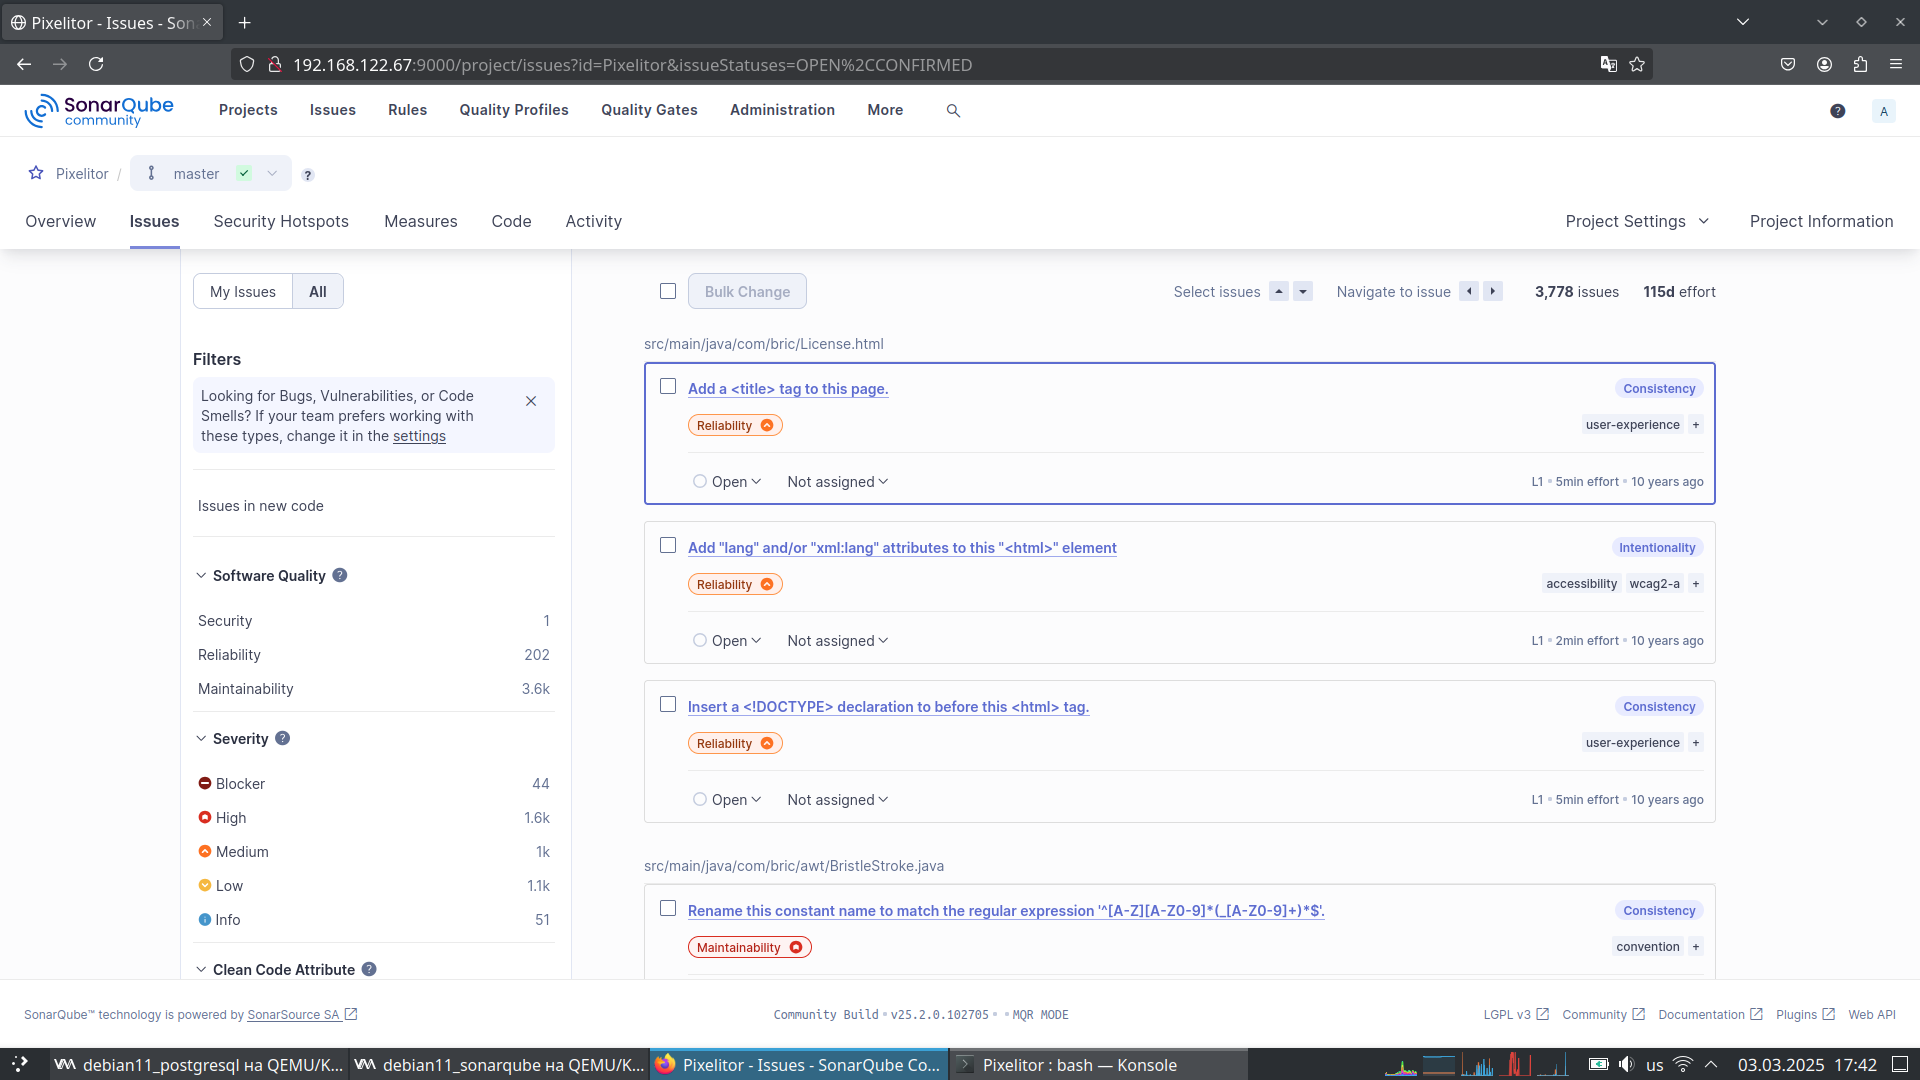 Pixelitor - Issues - Son
192.168.122.67:9000/project/issues?id=Pixelitor&issueStatuses=OPEN%2CCONFIRMED
SonarQube
community
Projects
Issues
Rules
Quality Profiles
Quality Gates
Administration
More
?
A
Pixelitor /
master
?
Overview
Issues
Security Hotspots
Measures
Code
Activity
Project Settings
Project Information
My Issues
All
Filters
Looking for Bugs, Vulnerabilities, or Code
Smells? If your team prefers working with
these types, change it in the settings
Issues in new code
Software Quality ?
Security 1
Reliability 202
Maintainability 3.6k
Severity ?
Blocker 44
High 1.6k
Medium 1k
Low 1.1k
Info 51
Clean Code Attribute ?
Bulk Change
Select issues
Navigate to issue
3,778 issues
115d effort
src/main/java/com/bric/License.html
Add a <title> tag to this page.
Consistency
Reliability
user-experience +
Open
Not assigned
L1 • 5min effort • 10 years ago
Add "lang" and/or "xml:lang" attributes to this "<html>" element
Intentionality
Reliability
accessibility wcag2-a +
Open
Not assigned
L1 • 2min effort • 10 years ago
Insert a <!DOCTYPE> declaration to before this <html> tag.
Consistency
Reliability
user-experience +
Open
Not assigned
L1 • 5min effort • 10 years ago
src/main/java/com/bric/awt/BristleStroke.java
Rename this constant name to match the regular expression '^[A-Z][A-Z0-9]*(_[A-Z0-9]+)*$'.
Consistency
Maintainability
convention +
SonarQube™ technology is powered by SonarSource SA
Community Build • v25.2.0.102705 • • MQR MODE
LGPL v3
Community
Documentation
Plugins
Web API
debian11_postgresql на QEMU/K...
debian11_sonarqube на QEMU/K...
Pixelitor - Issues - SonarQube Co...
Pixelitor : bash — Konsole
us
03.03.2025 17:42